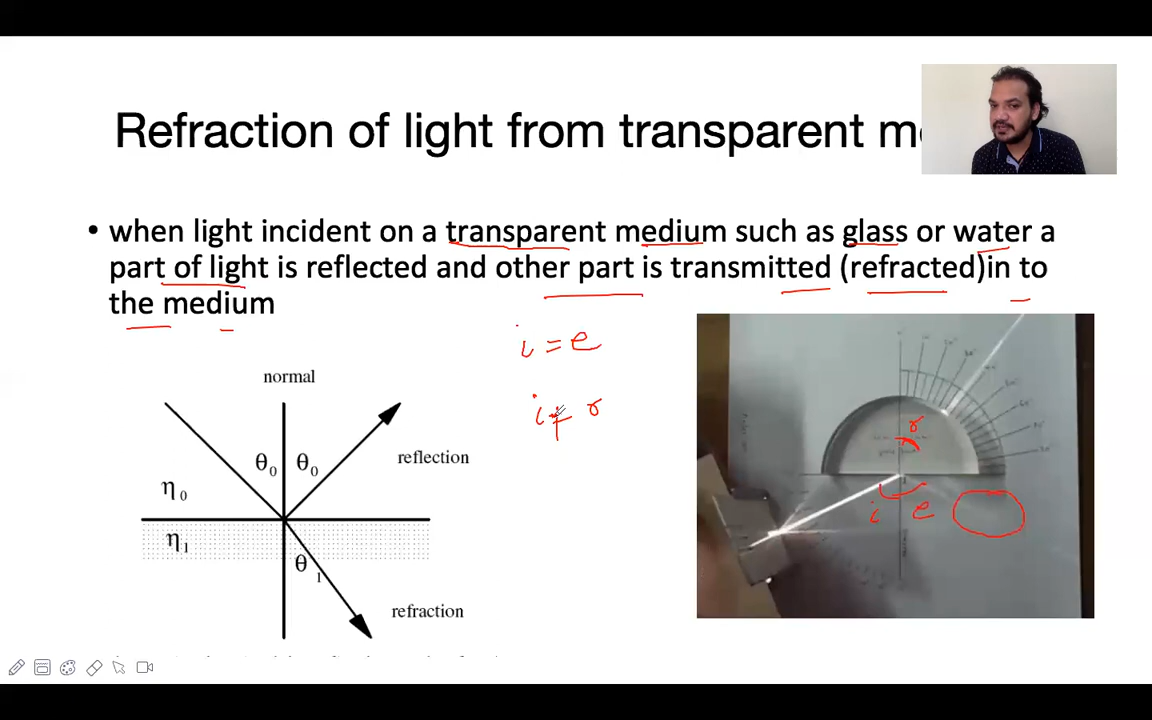 Refraction of light from transparent
• when light incident on a transparent medium such as glass or water a
part of light is reflected and other part is transmitted (refracted)in to
the medium
i = e
i ≠ r
normal
θ0 θ0
reflection
η0
η1
θ1
refraction
r
i e